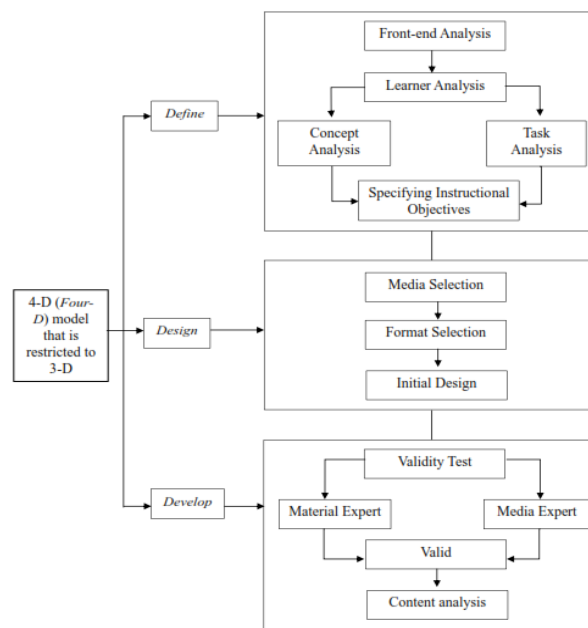 Front-end Analysis
Learner Analysis
Define
Concept
Analysis
Task
Analysis
Specifying Instructional
Objectives
4-D (Four-
D) model
that is
restricted to
3-D
Design
Media Selection
Format Selection
Initial Design
Develop
Validity Test
Material Expert
Media Expert
Valid
Content analysis